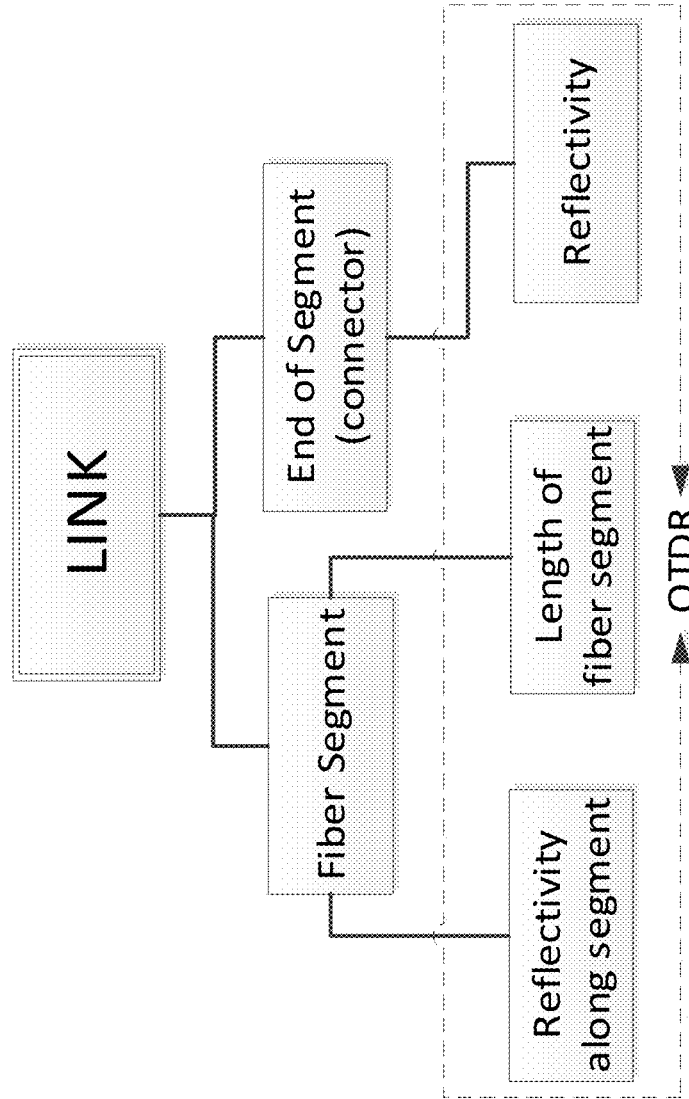 LINK
Fiber Segment
End of Segment
(connector)
Reflectivity
along segment
Length of
fiber segment
Reflectivity
OTDR